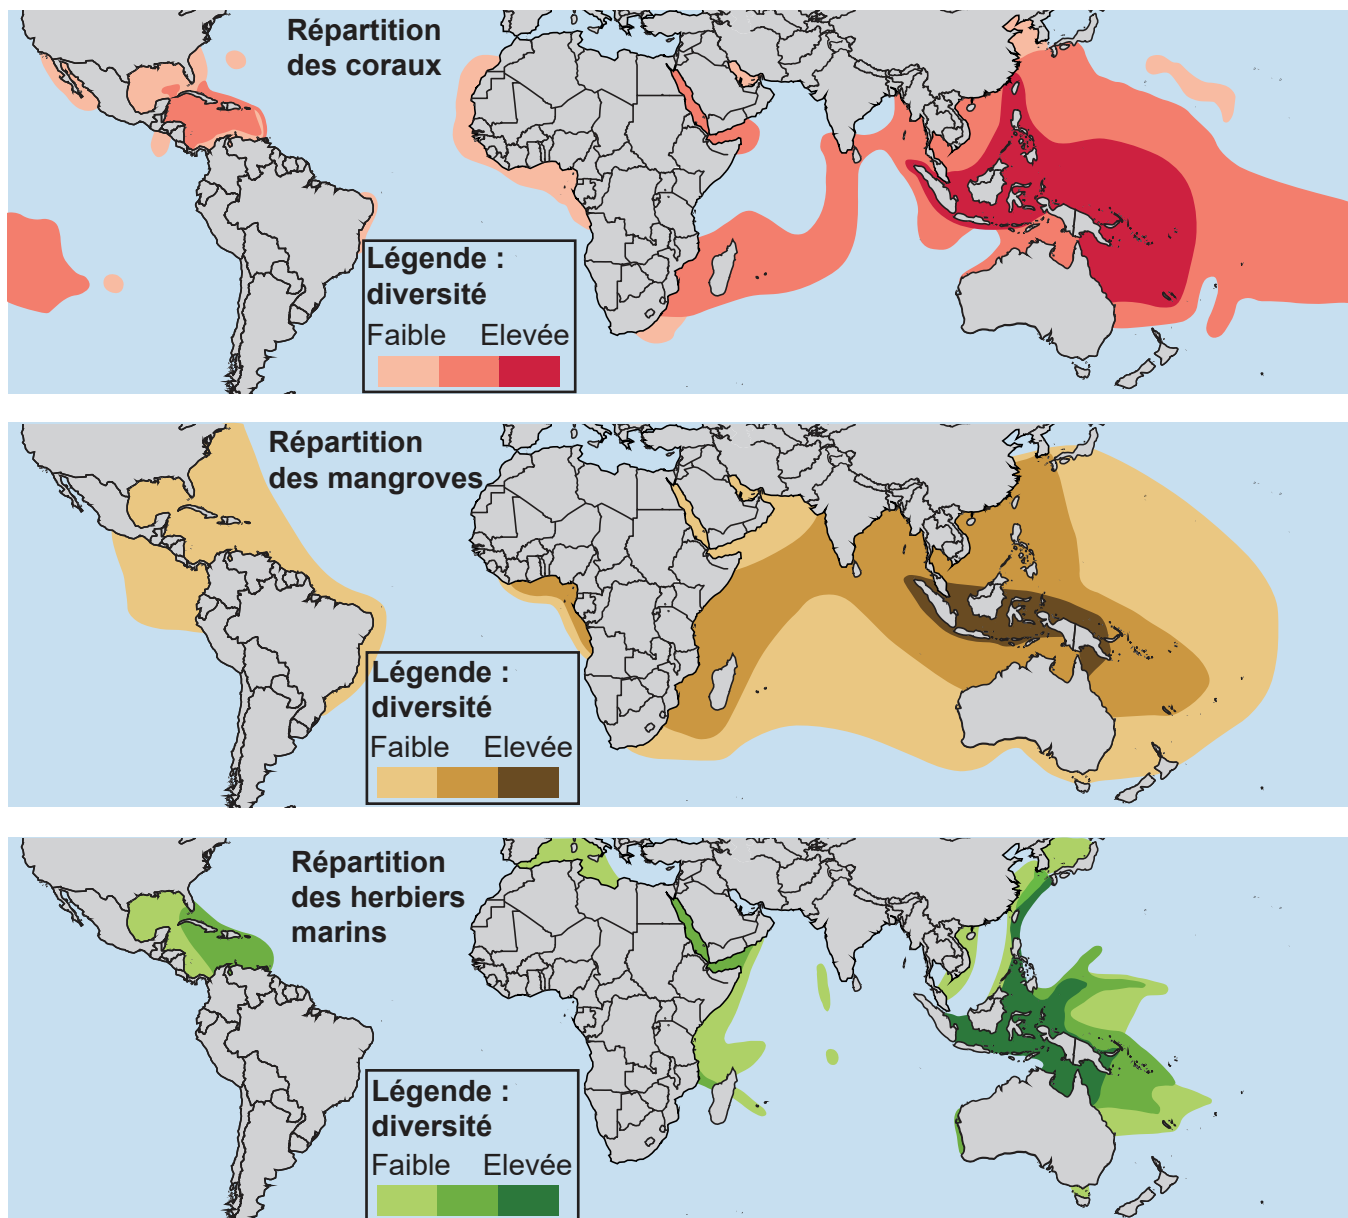 Répartition
des coraux
Légende :
diversité
Faible Elevée
Répartition
des mangroves
Légende :
diversité
Faible Elevée
Répartition
des herbiers
marins
Légende :
diversité
Faible Elevée